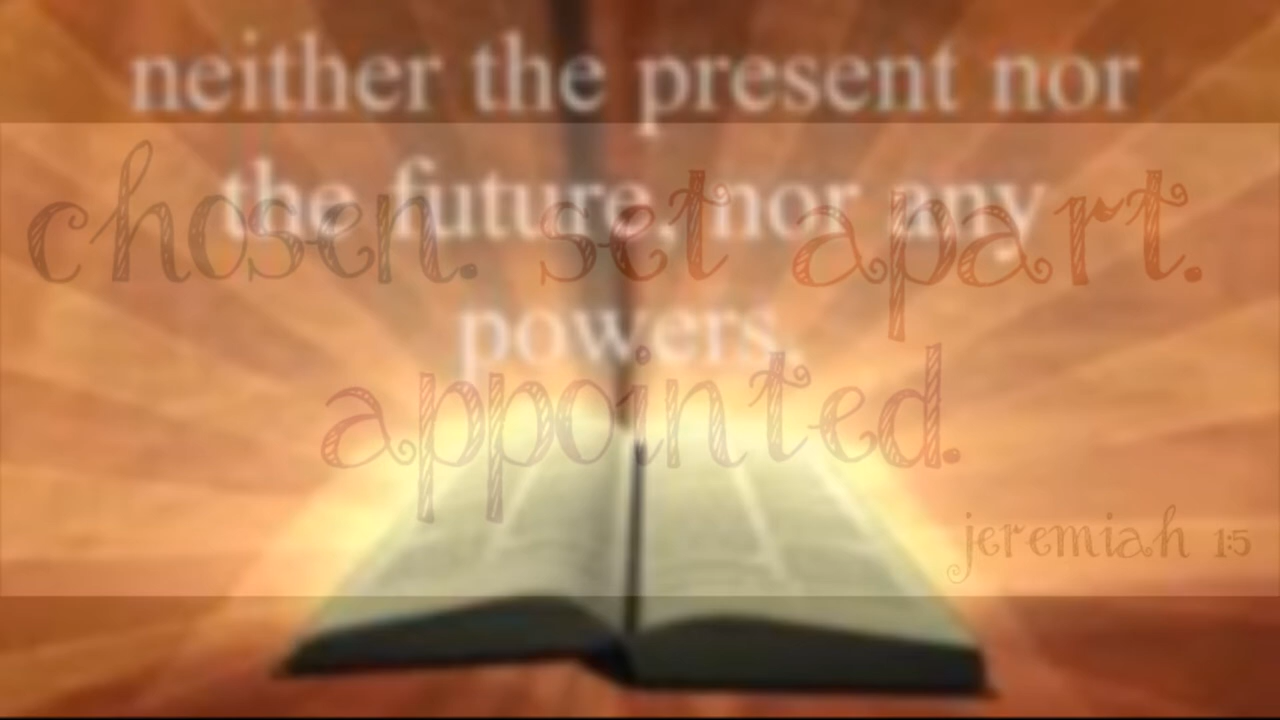 neither the present nor
the future, nor any
powers,
chosen. set apart.
appointed.
jeremiah 1:5